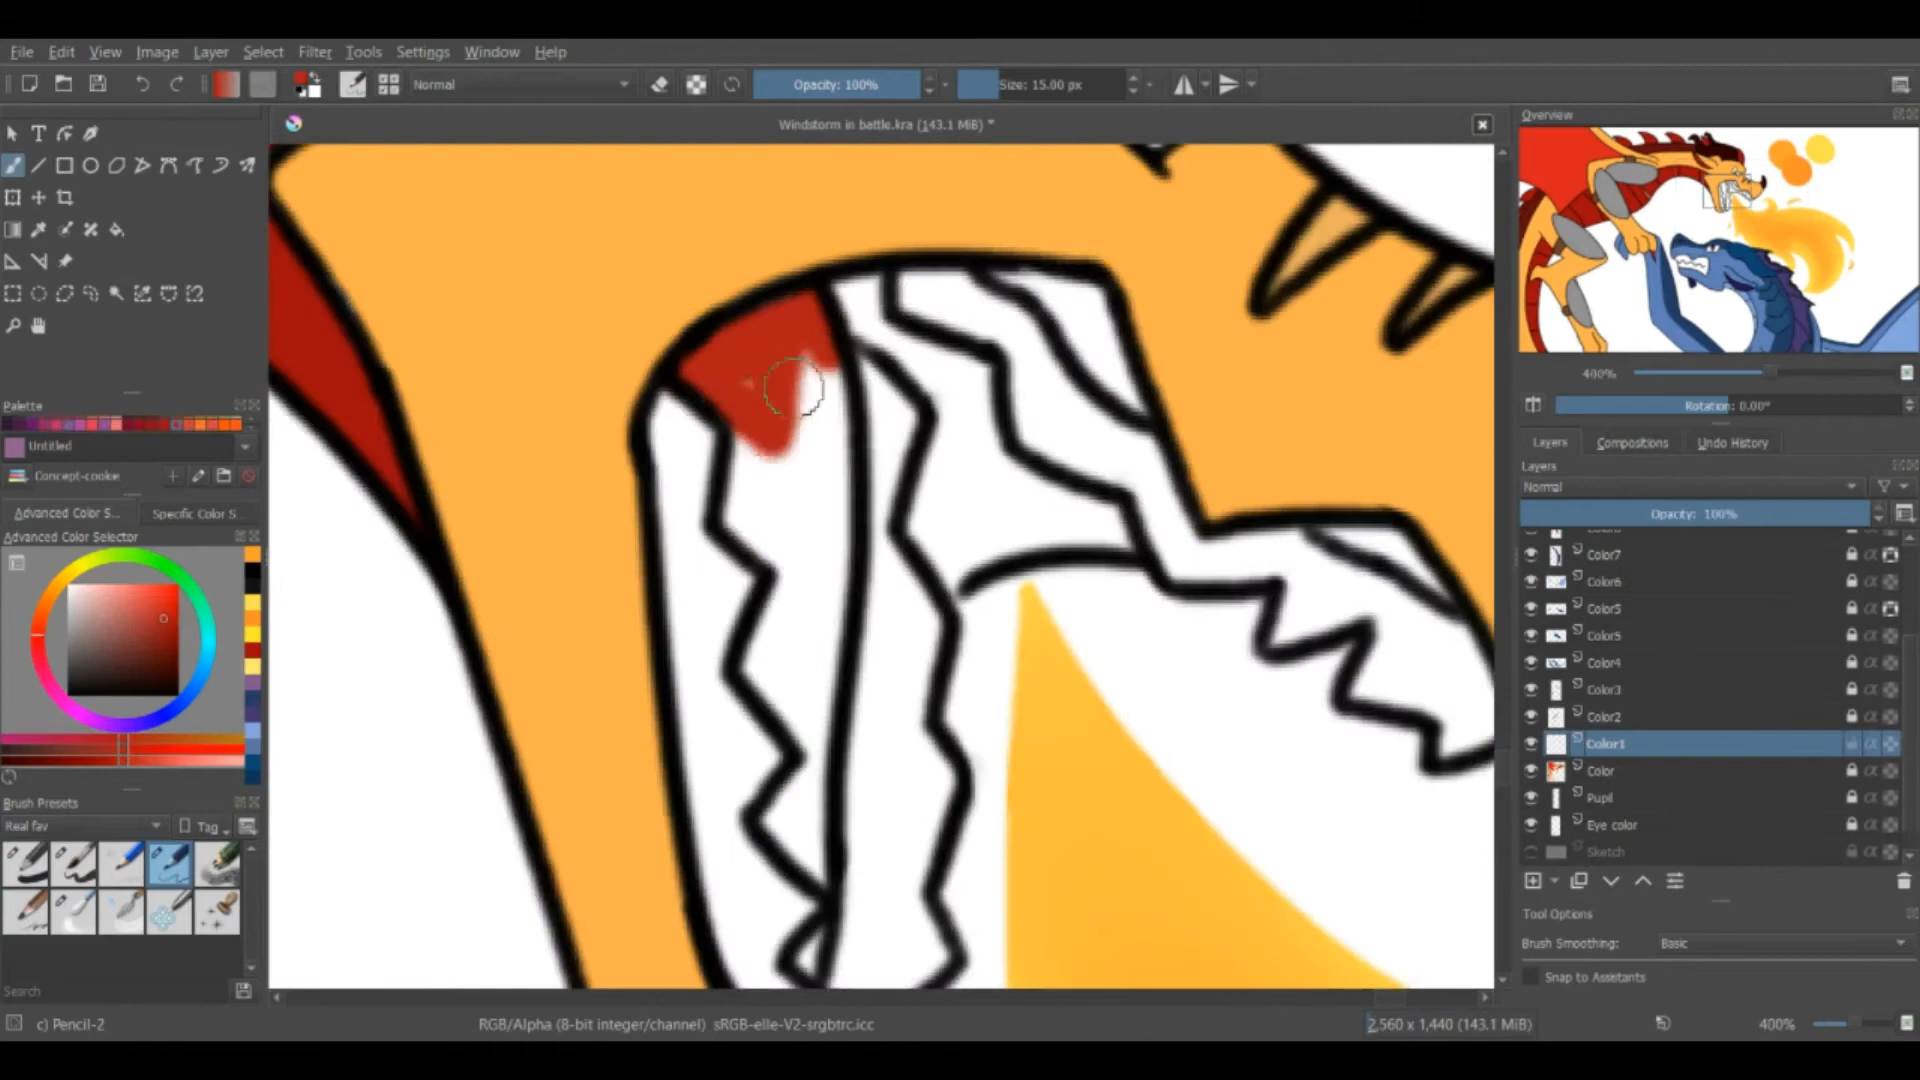 File Edit View Image Layer Select Filter Tools Settings Window Help
Normal
Opacity: 100%
Size: 15.00 px
Windstorm in battle.kra (143.1 MiB) *
Overview
400%
Rotation: 0.00°
Layers Compositions Undo History
Layers
Normal
Opacity: 100%
Color7
Color6
Color5
Color5
Color4
Color3
Color2
Color1
Color
Pupil
Eye color
Sketch
Tool Options
Brush Smoothing: Basic
Snap to Assistants
Palette
Untitled
Concept-cookie
Advanced Color S... Specific Color S...
Advanced Color Selector
Brush Presets
Real fav
Tag
Search
c) Pencil-2
RGB/Alpha (8-bit integer/channel) sRGB-elle-V2-srgbtrc.icc
2,560 x 1,440 (143.1 MiB)
400%